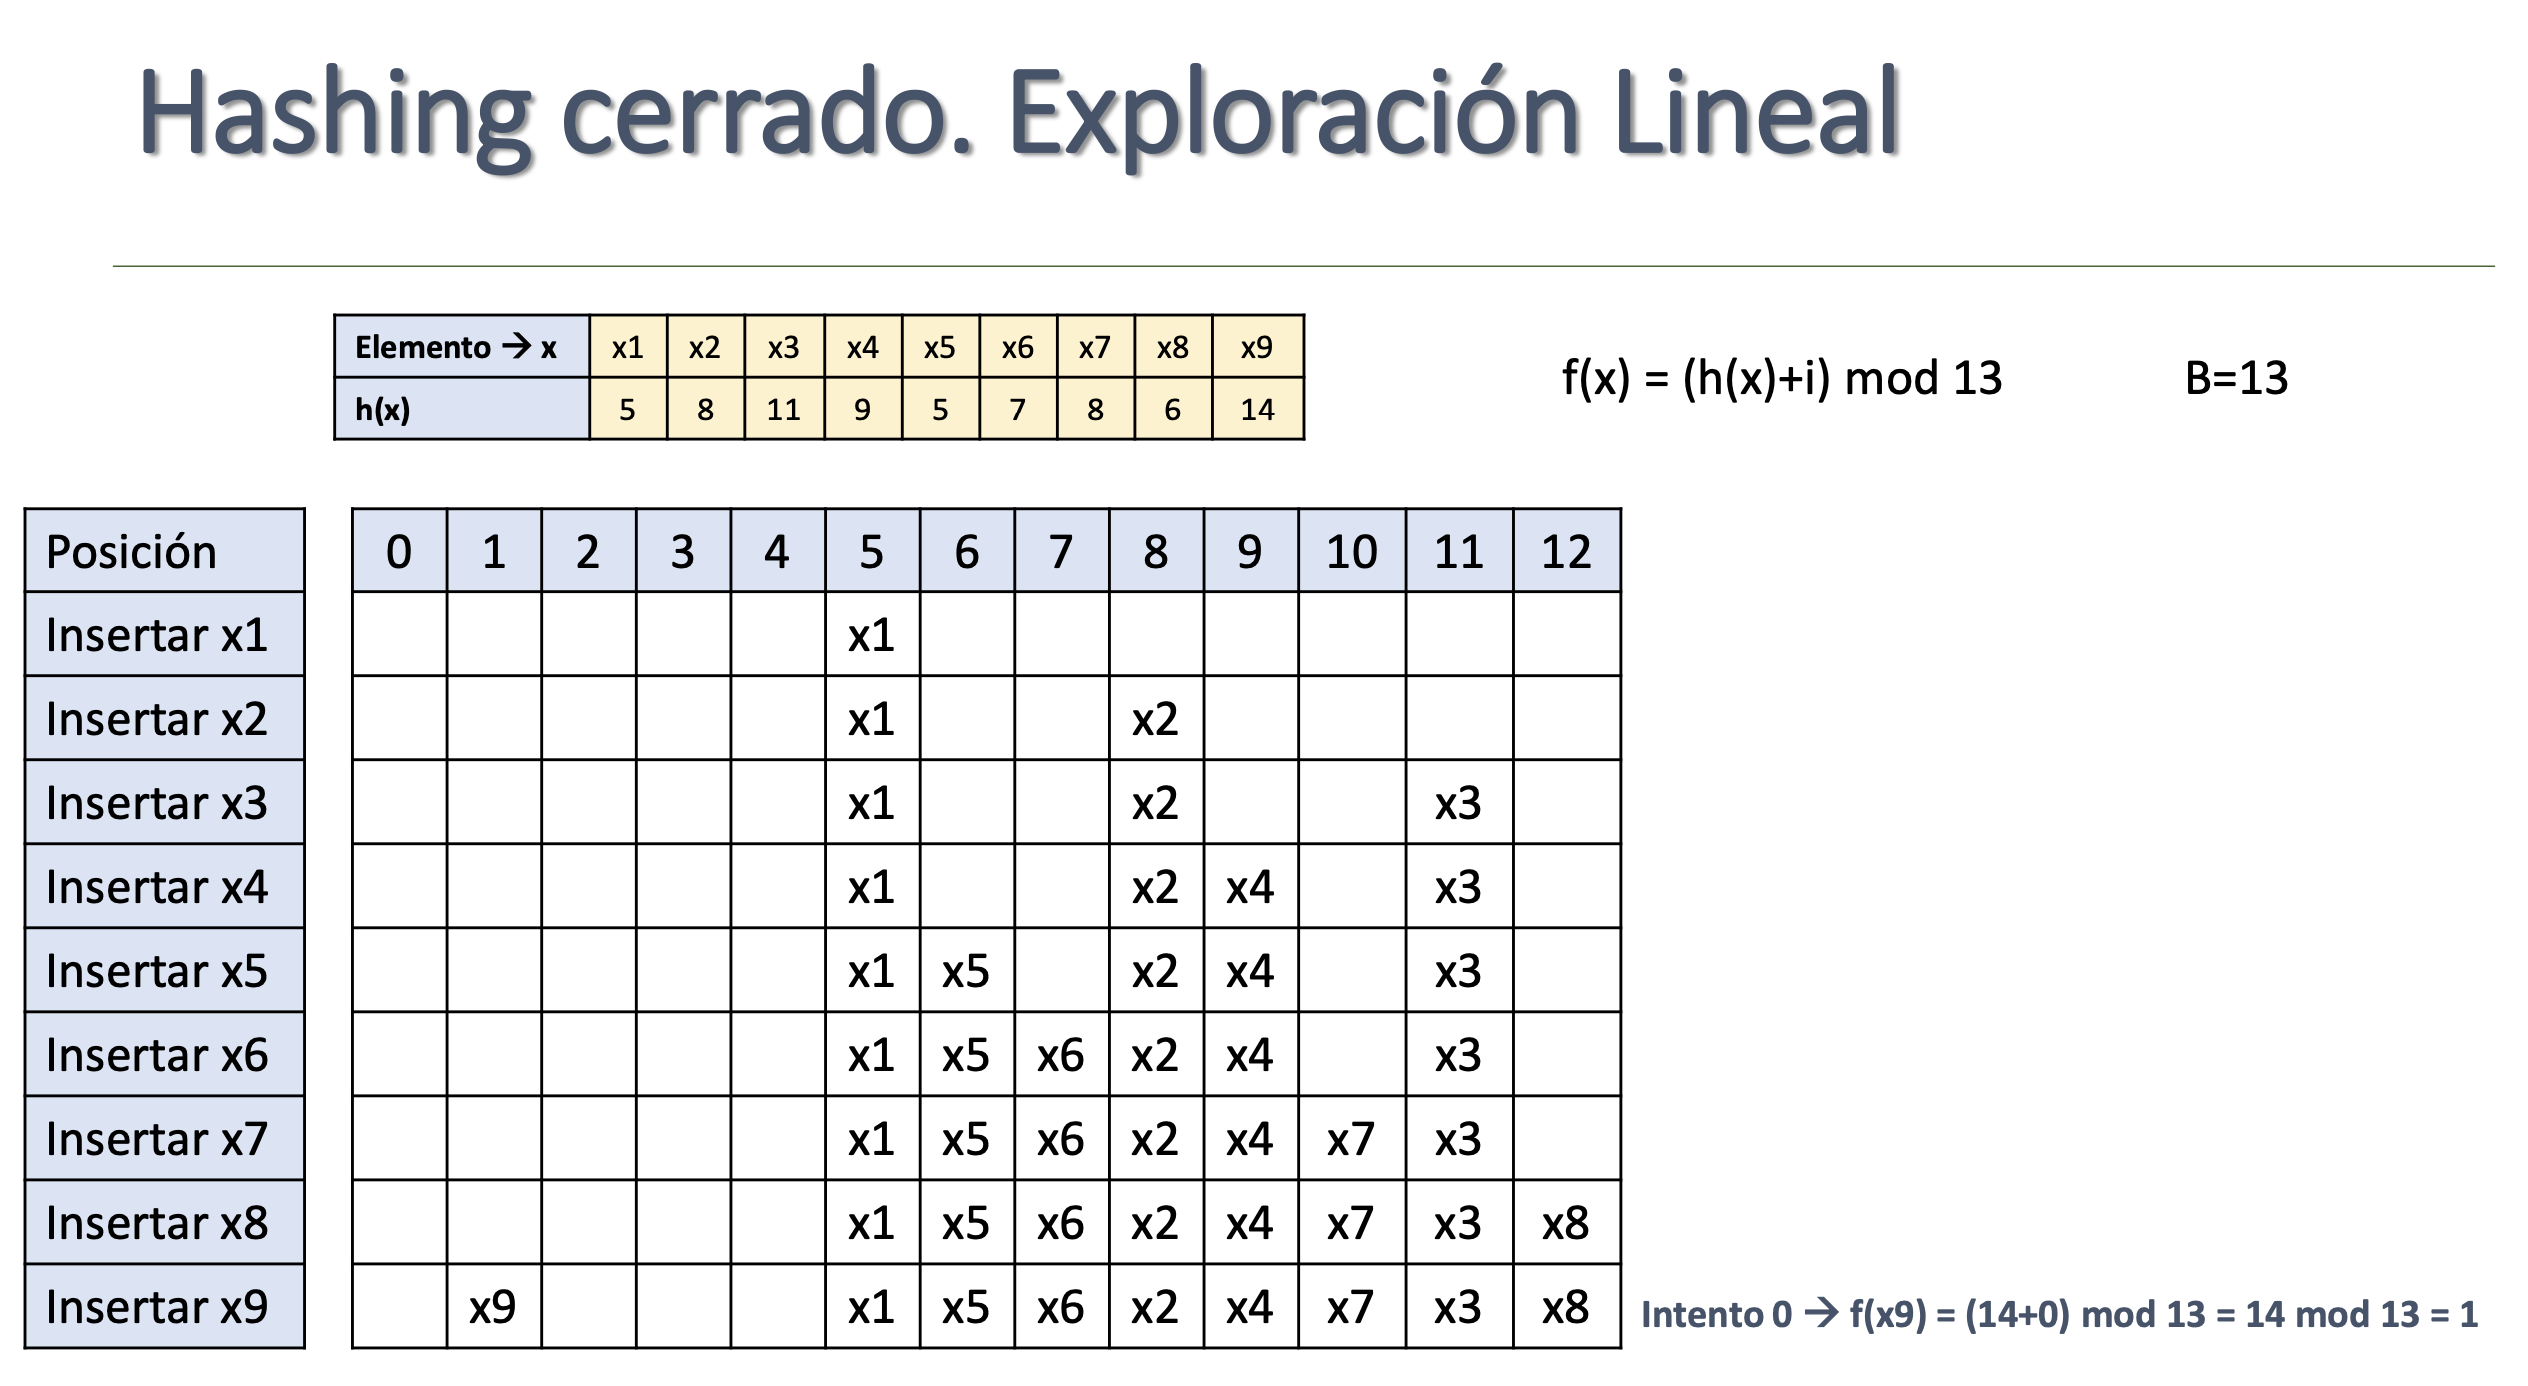 Hashing cerrado. Exploración Lineal
Elemento → x x1 x2 x3 x4 x5 x6 x7 x8 x9
h(x) 5 8 11 9 5 7 8 6 14
f(x) = (h(x)+i) mod 13 B=13
Posición 0 1 2 3 4 5 6 7 8 9 10 11 12
Insertar x1 x1
Insertar x2 x1 x2
Insertar x3 x1 x2 x3
Insertar x4 x1 x2 x4 x3
Insertar x5 x1 x5 x2 x4 x3
Insertar x6 x1 x5 x6 x2 x4 x3
Insertar x7 x1 x5 x6 x2 x4 x7 x3
Insertar x8 x1 x5 x6 x2 x4 x7 x3 x8
Insertar x9 x9 x1 x5 x6 x2 x4 x7 x3 x8 Intento 0 → f(x9) = (14+0) mod 13 = 14 mod 13 = 1